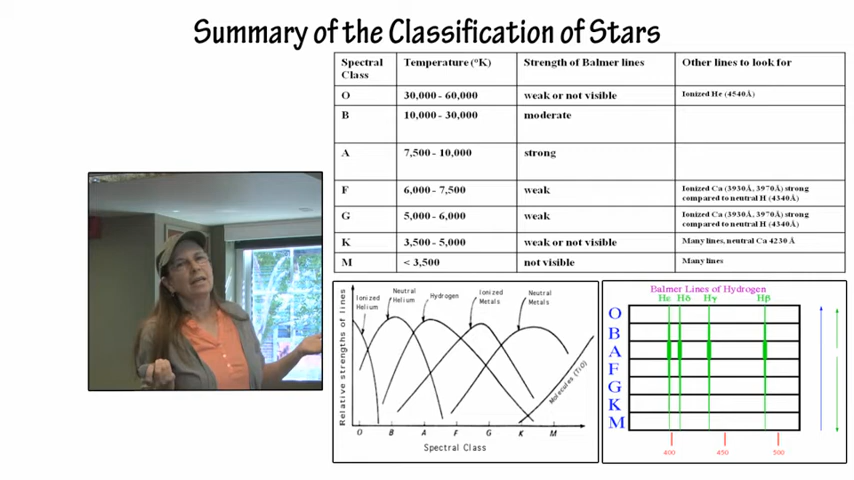 Summary of the Classification of Stars
Spectral Class Temperature (°K) Strength of Balmer lines Other lines to look for
O 30,000 - 60,000 weak or not visible Ionized He (4540Å)
B 10,000 - 30,000 moderate
A 7,500 - 10,000 strong
F 6,000 - 7,500 weak Ionized Ca (3930Å, 3970Å) strong
compared to neutral H (4340Å)
G 5,000 - 6,000 weak Ionized Ca (3930Å, 3970Å) strong
compared to neutral H (4340Å)
K 3,500 - 5,000 weak or not visible Many lines, neutral Ca 4230 Å
M < 3,500 not visible Many lines
Relative strengths of lines
Ionized
Helium
Neutral
Helium
Hydrogen
Ionized
Metals
Neutral
Metals
Molecules (TiO)
O B A F G K M
Spectral Class
Balmer Lines of Hydrogen
Hε Hδ Hγ Hβ
O
B
A
F
G
K
M
400 450 500